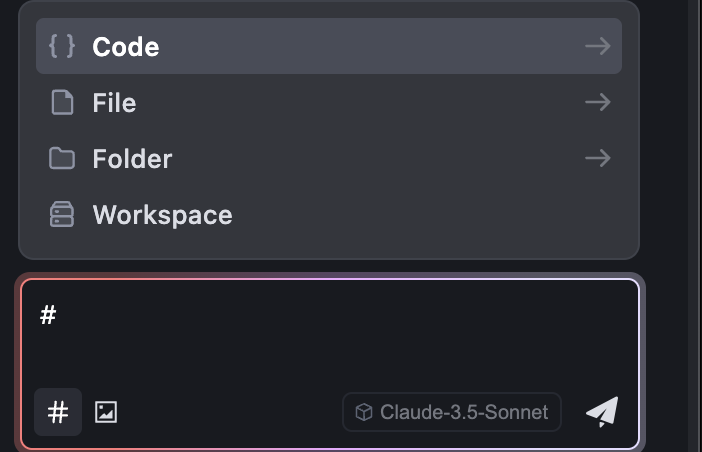 Code
File
Folder
Workspace
#
#
Claude-3.5-Sonnet